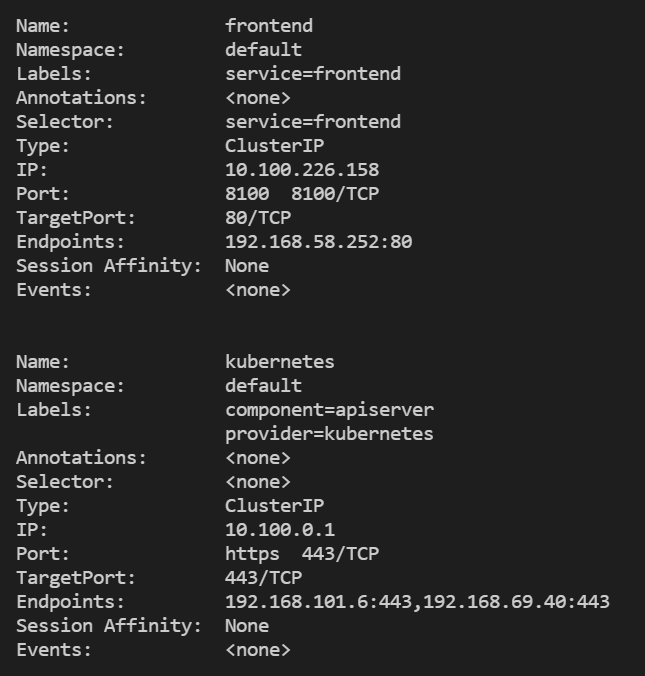 Name: frontend
Namespace: default
Labels: service=frontend
Annotations: <none>
Selector: service=frontend
Type: ClusterIP
IP: 10.100.226.158
Port: 8100 8100/TCP
TargetPort: 80/TCP
Endpoints: 192.168.58.252:80
Session Affinity: None
Events: <none>
Name: kubernetes
Namespace: default
Labels: component=apiserver
provider=kubernetes
Annotations: <none>
Selector: <none>
Type: ClusterIP
IP: 10.100.0.1
Port: https 443/TCP
TargetPort: 443/TCP
Endpoints: 192.168.101.6:443,192.168.69.40:443
Session Affinity: None
Events: <none>